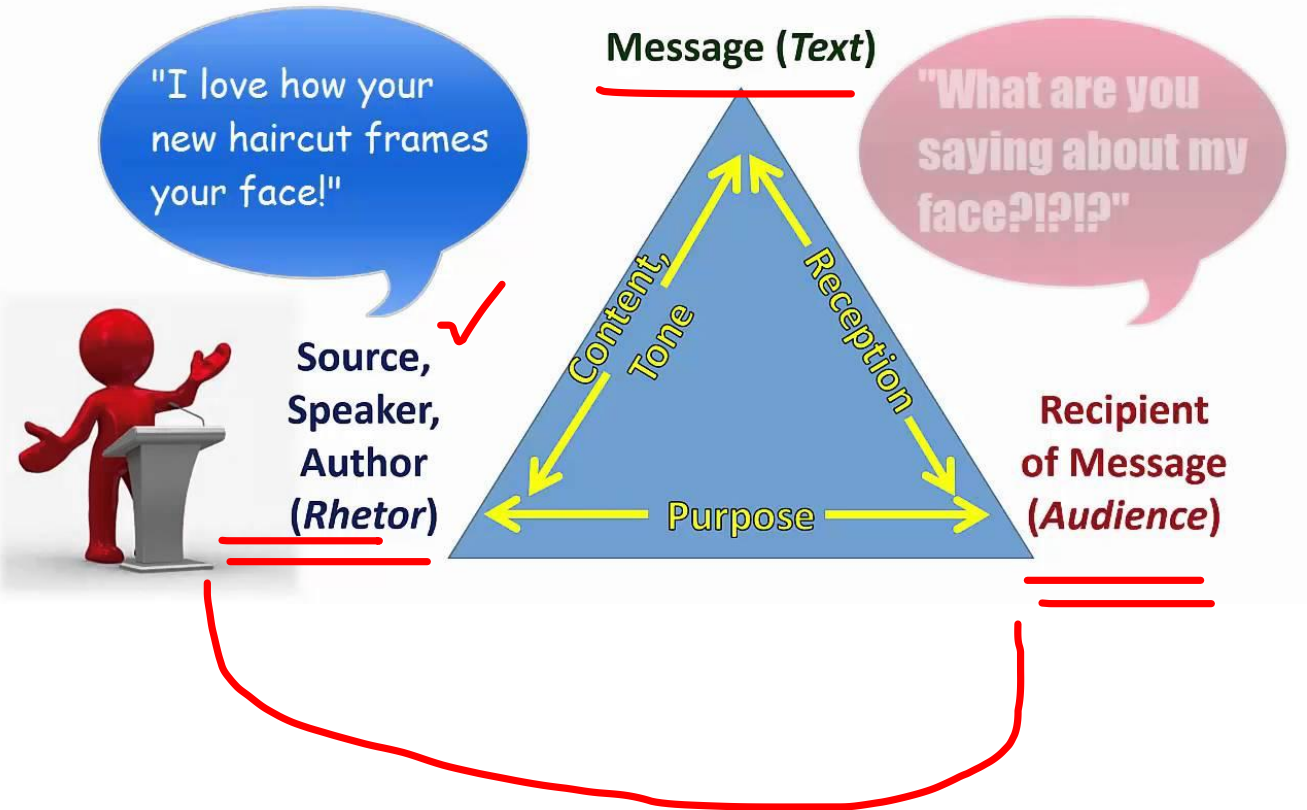 Message (Text)
"I love how your
new haircut frames
your face!"
"What are you
saying about my
face?!?!?"
Content,
Tone
Reception
Source,
Speaker,
Author
(Rhetor)
Recipient
of Message
(Audience)
Purpose